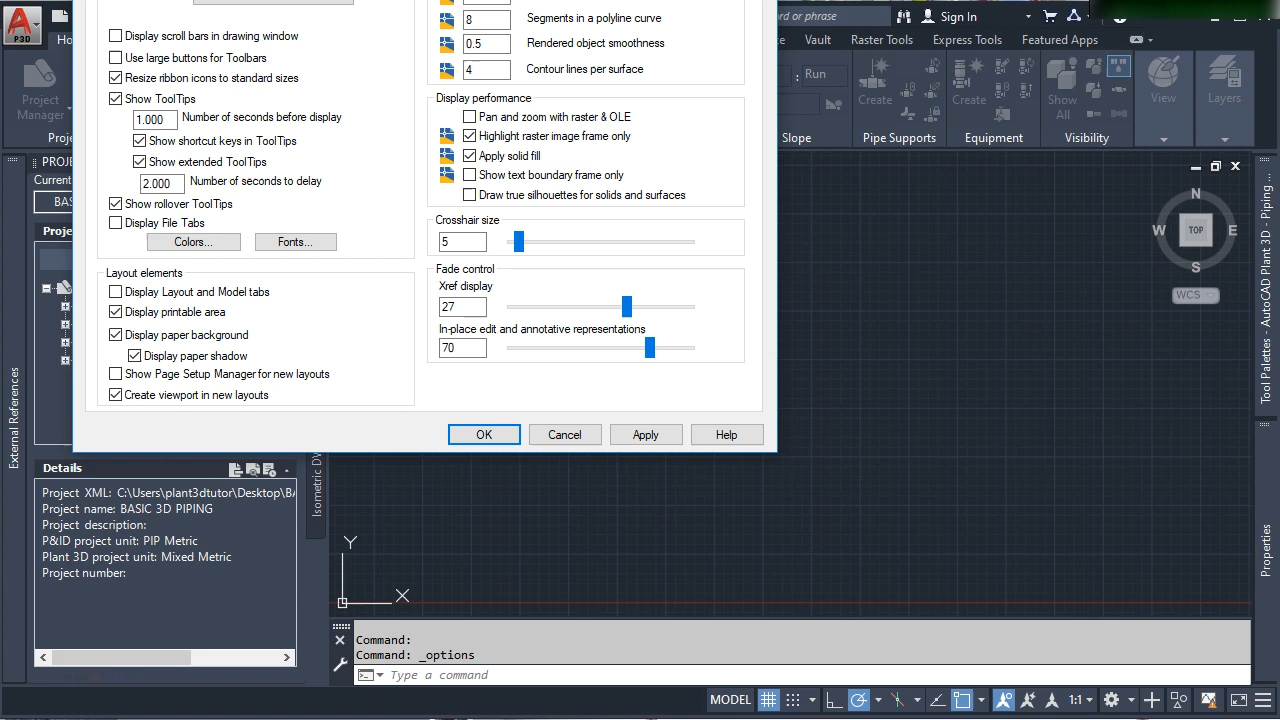 P3D
Ho
ord or phrase
Sign In
ce
Vault
Raster Tools
Express Tools
Featured Apps
Project
Manager
Proje
: Run
Create
Create
Show
All
View
Layers
Slope
Pipe Supports
Equipment
Visibility
PROJ
Current
BAS
Proje
External References
Display scroll bars in drawing window
Use large buttons for Toolbars
Resize ribbon icons to standard sizes
Show ToolTips
1.000 Number of seconds before display
Show shortcut keys in ToolTips
Show extended ToolTips
2.000 Number of seconds to delay
Show rollover ToolTips
Display File Tabs
Colors... Fonts...
Layout elements
Display Layout and Model tabs
Display printable area
Display paper background
Display paper shadow
Show Page Setup Manager for new layouts
Create viewport in new layouts
8 Segments in a polyline curve
0.5 Rendered object smoothness
4 Contour lines per surface
Display performance
Pan and zoom with raster & OLE
Highlight raster image frame only
Apply solid fill
Show text boundary frame only
Draw true silhouettes for solids and surfaces
Crosshair size
5
Fade control
Xref display
27
In-place edit and annotative representations
70
OK Cancel Apply Help
N
W TOP E
S
WCS
Tool Palettes - AutoCAD Plant 3D - Piping ...
Properties
Isometric DW
Details
Project XML: C:\Users\plant3dtutor\Desktop\BA
Project name: BASIC 3D PIPING
Project description:
P&ID project unit: PIP Metric
Plant 3D project unit: Mixed Metric
Project number:
Y
X
Command:
Command: _options
Type a command
MODEL
1:1